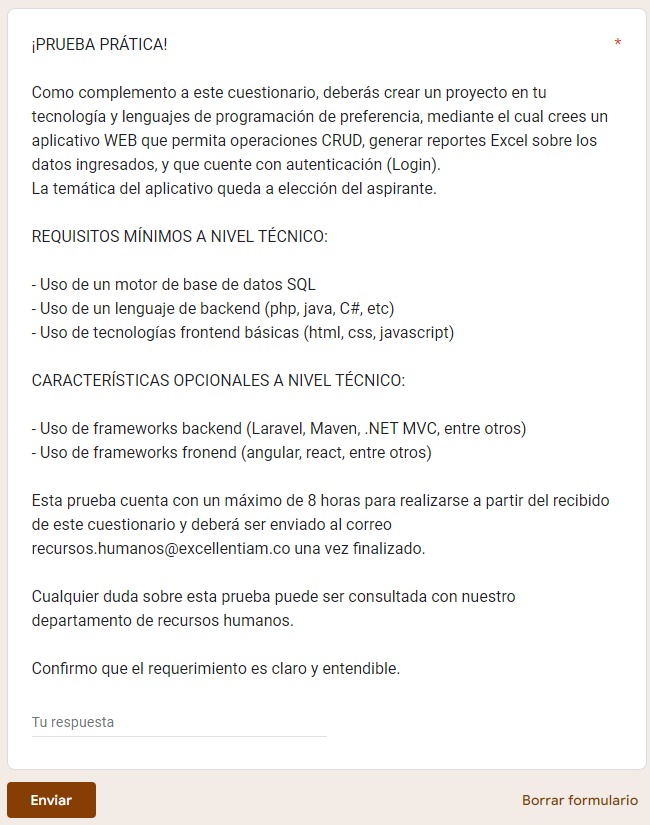 ¡PRUEBA PRÁTICA! *
Como complemento a este cuestionario, deberás crear un proyecto en tu
tecnología y lenguajes de programación de preferencia, mediante el cual crees un
aplicativo WEB que permita operaciones CRUD, generar reportes Excel sobre los
datos ingresados, y que cuente con autenticación (Login).
La temática del aplicativo queda a elección del aspirante.
REQUISITOS MÍNIMOS A NIVEL TÉCNICO:
- Uso de un motor de base de datos SQL
- Uso de un lenguaje de backend (php, java, C#, etc)
- Uso de tecnologías frontend básicas (html, css, javascript)
CARACTERÍSTICAS OPCIONALES A NIVEL TÉCNICO:
- Uso de frameworks backend (Laravel, Maven, .NET MVC, entre otros)
- Uso de frameworks fronend (angular, react, entre otros)
Esta prueba cuenta con un máximo de 8 horas para realizarse a partir del recibido
de este cuestionario y deberá ser enviado al correo
recursos.humanos@excellentiam.co una vez finalizado.
Cualquier duda sobre esta prueba puede ser consultada con nuestro
departamento de recursos humanos.
Confirmo que el requerimiento es claro y entendible.
Tu respuesta
Enviar
Borrar formulario